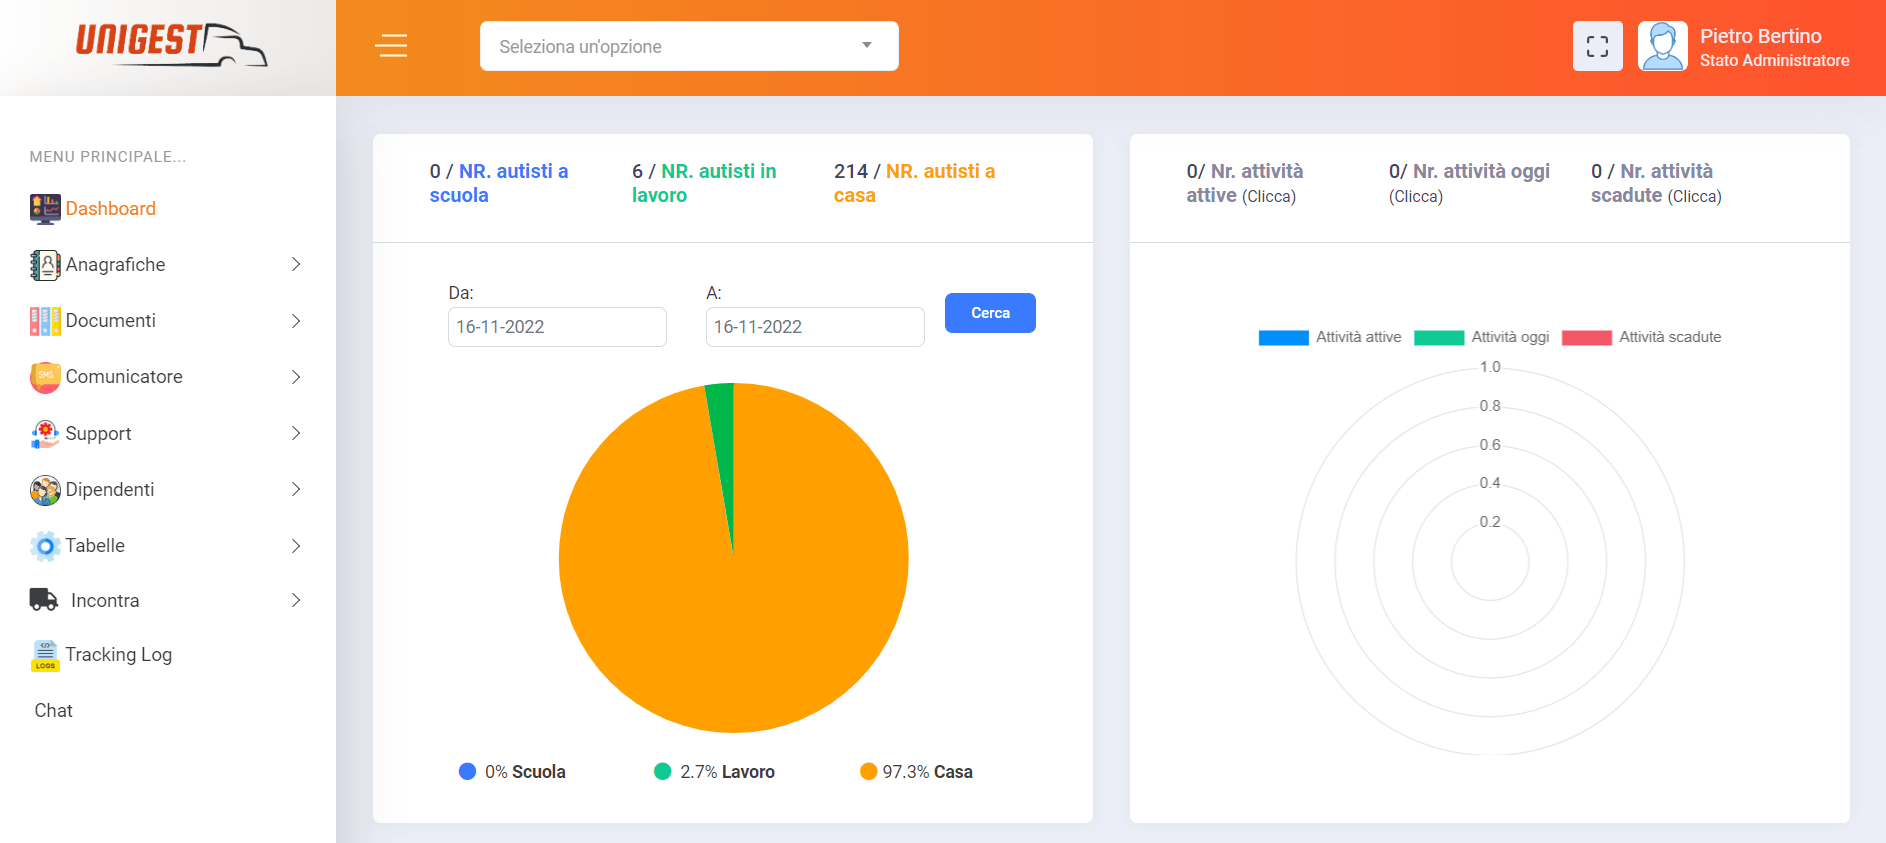 UNIGEST
Seleziona un'opzione
Pietro Bertino
Stato Administratore
MENU PRINCIPALE...
Dashboard
Anagrafiche
Documenti
SMS
Comunicatore
Support
Dipendenti
Tabelle
Incontra
LOGS
Tracking Log
Chat
0 / NR. autisti a
scuola
6 / NR. autisti in
lavoro
214 / NR. autisti a
casa
Da:
16-11-2022
A:
16-11-2022
Cerca
0% Scuola
2.7% Lavoro
97.3% Casa
0/ Nr. attività
attive (Clicca)
0/ Nr. attività oggi
(Clicca)
0 / Nr. attività
scadute (Clicca)
Attività attive
Attività oggi
Attività scadute
1.0
0.8
0.6
0.4
0.2